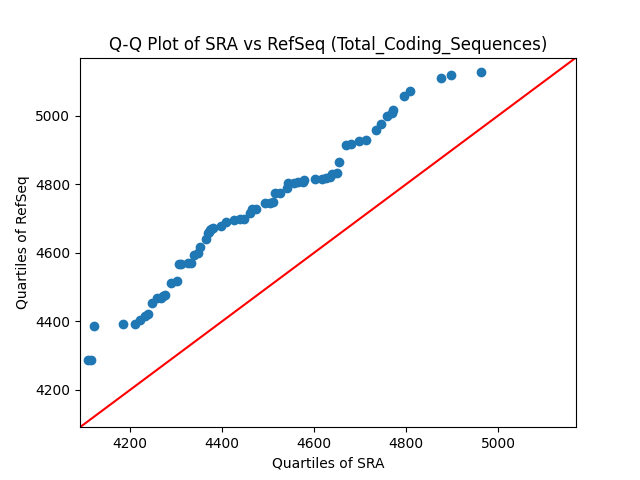 Q-Q Plot of SRA vs RefSeq (Total_Coding_Sequences)
Quartiles of RefSeq
5000
4800
4600
4400
4200
4200 4400 4600 4800 5000
Quartiles of SRA